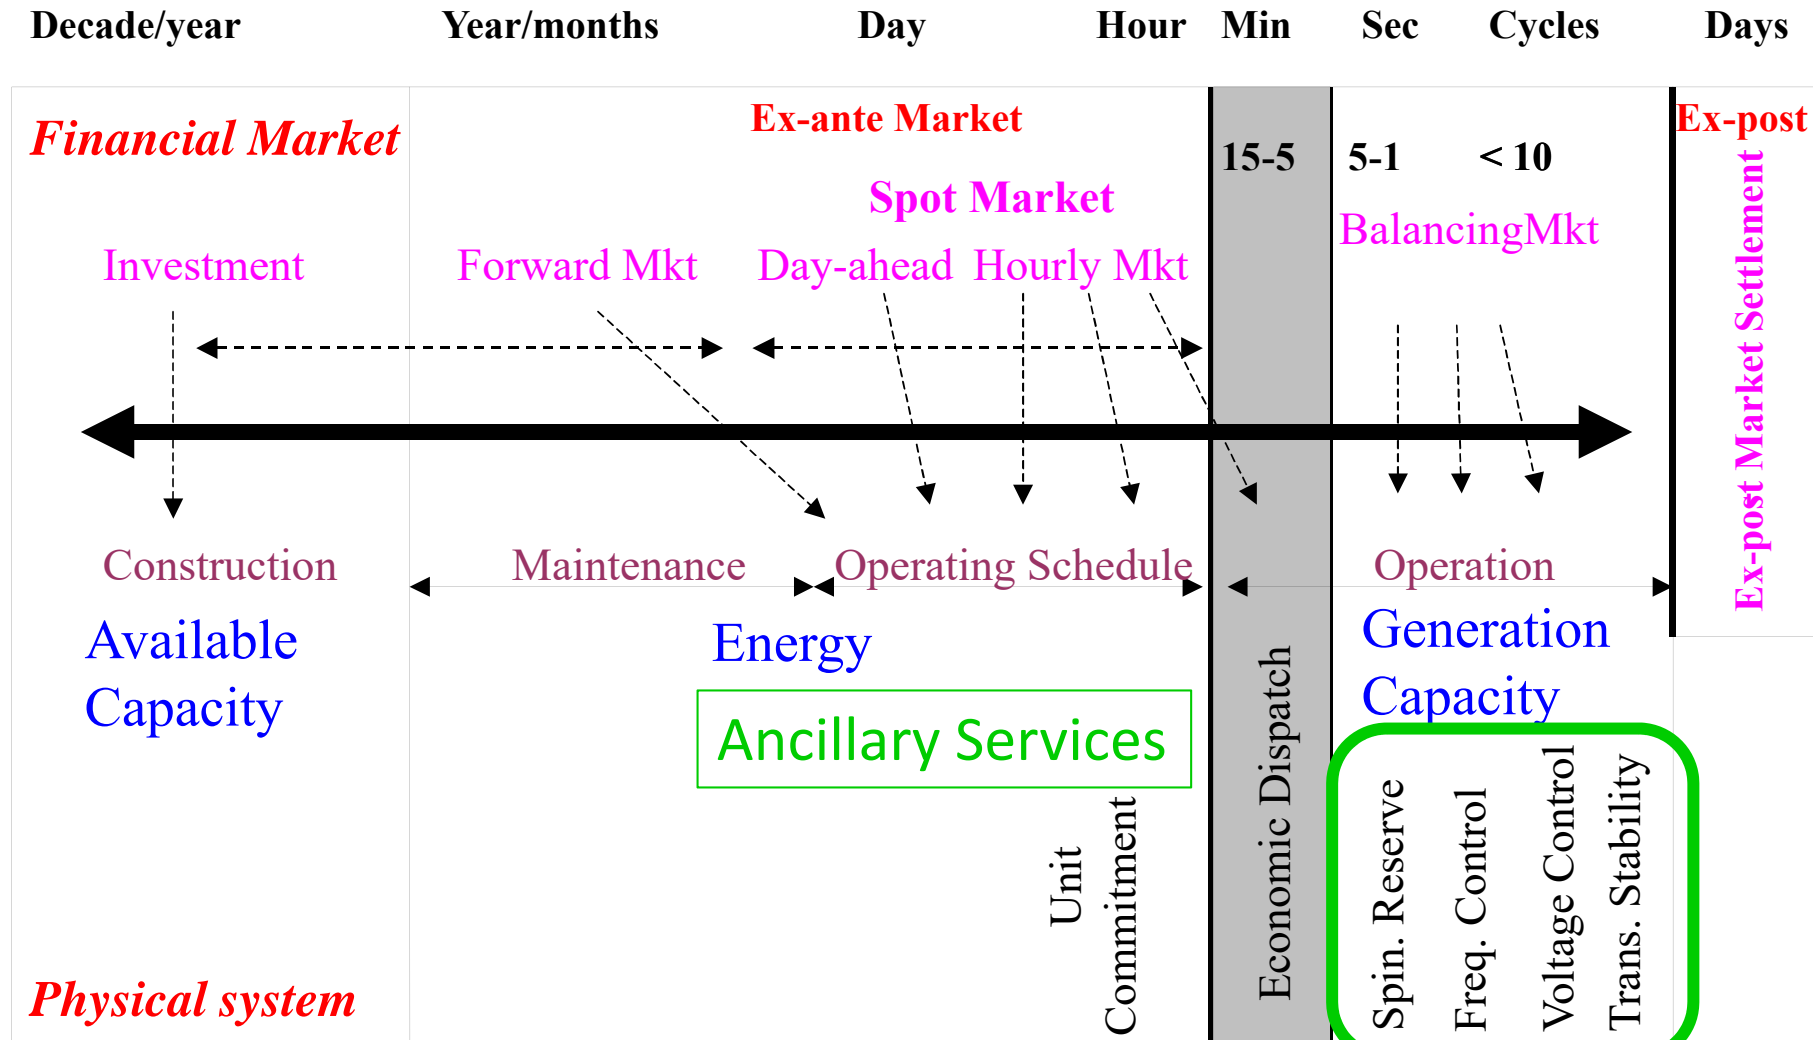 Decade/year Year/months Day Hour Min Sec Cycles Days
Financial Market
Ex-ante Market
Ex-post
15-5 5-1 < 10
Spot Market
BalancingMkt
Investment Forward Mkt Day-ahead Hourly Mkt
Ex-post Market Settlement
Construction Maintenance Operating Schedule Operation
Available
Capacity
Energy
Generation
Capacity
Ancillary Services
Unit
Commitment
Economic Dispatch
Spin. Reserve
Freq. Control
Voltage Control
Trans. Stability
Physical system